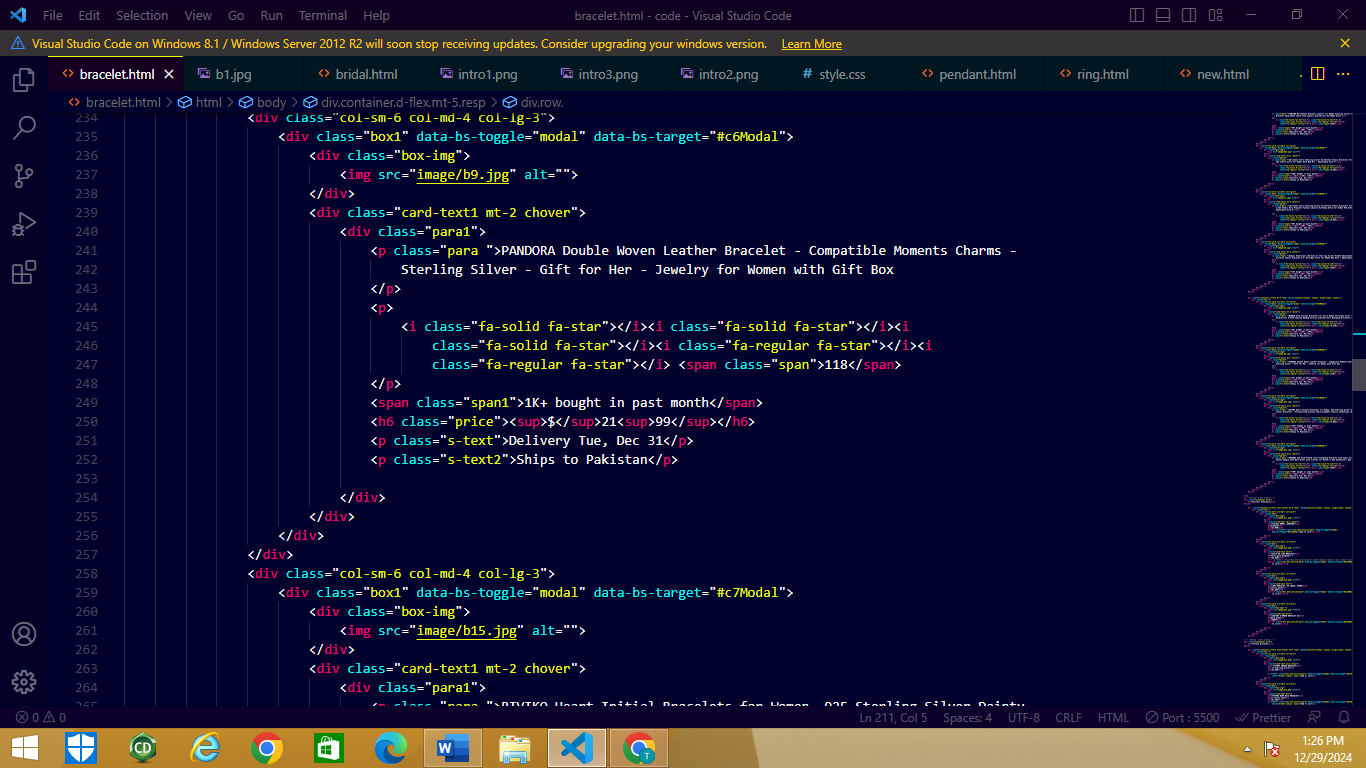 File Edit Selection View Go Run Terminal Help bracelet.html - code - Visual Studio Code
Visual Studio Code on Windows 8.1 / Windows Server 2012 R2 will soon stop receiving updates. Consider upgrading your windows version. Learn More
bracelet.html b1.jpg bridal.html intro1.png intro3.png intro2.png style.css pendant.html ring.html new.html
bracelet.html > html > body > div.container.d-flex.mt-5.resp > div.row.
234 <div class="col-sm-6 col-md-4 col-lg-3">
235 <div class="box1" data-bs-toggle="modal" data-bs-target="#c6Modal">
236 <div class="box-img">
237 <img src="image/b9.jpg" alt="">
238 </div>
239 <div class="card-text1 mt-2 chover">
240 <div class="para1">
241 <p class="para ">PANDORA Double Woven Leather Bracelet - Compatible Moments Charms -
242 Sterling Silver - Gift for Her - Jewelry for Women with Gift Box
243 </p>
244 <p>
245 <i class="fa-solid fa-star"></i><i class="fa-solid fa-star"></i><i
246 class="fa-solid fa-star"></i><i class="fa-regular fa-star"></i><i
247 class="fa-regular fa-star"></i> <span class="span">118</span>
248 </p>
249 <span class="span1">1K+ bought in past month</span>
250 <h6 class="price"><sup>$</sup>21<sup>99</sup></h6>
251 <p class="s-text">Delivery Tue, Dec 31</p>
252 <p class="s-text2">Ships to Pakistan</p>
253
254 </div>
255 </div>
256 </div>
257 </div>
258 <div class="col-sm-6 col-md-4 col-lg-3">
259 <div class="box1" data-bs-toggle="modal" data-bs-target="#c7Modal">
260 <div class="box-img">
261 <img src="image/b15.jpg" alt="">
262 </div>
263 <div class="card-text1 mt-2 chover">
264 <div class="para1">
265 <p class="para ">BIVIKO Heart Initial Bracelets for Women, 925 Sterling Silver Dainty
0 0 Ln 211, Col 5 Spaces: 4 UTF-8 CRLF HTML Port : 5500 Prettier
CD W T 1:26 PM
12/29/2024